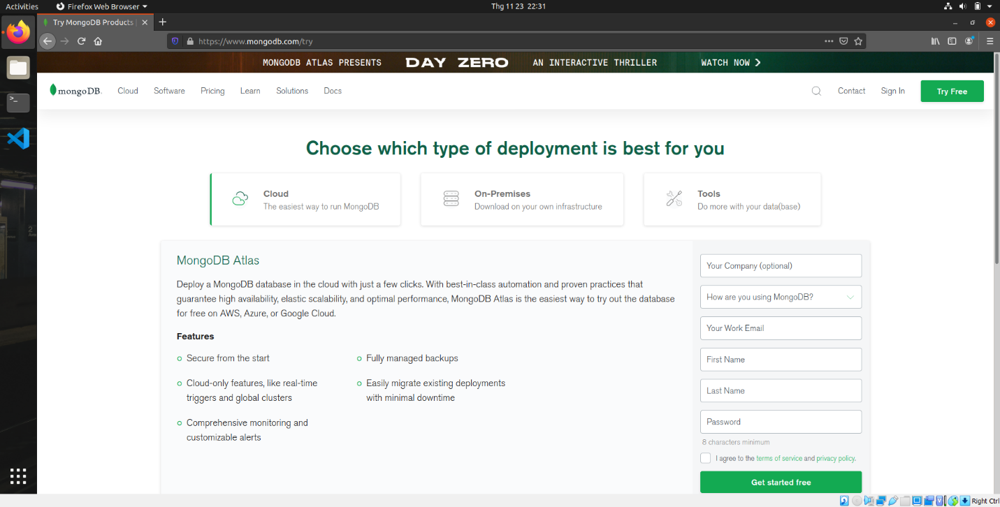 Activities
Firefox Web Browser
Thg 11 23 22:31
Try MongoDB Products
https://www.mongodb.com/try
MONGODB ATLAS PRESENTS DAY ZERO AN INTERACTIVE THRILLER WATCH NOW
mongoDB.
Cloud Software Pricing Learn Solutions Docs
Contact Sign In Try Free
Choose which type of deployment is best for you
Cloud
The easiest way to run MongoDB
On-Premises
Download on your own infrastructure
Tools
Do more with your data(base)
MongoDB Atlas
Deploy a MongoDB database in the cloud with just a few clicks. With best-in-class automation and proven practices that
guarantee high availability, elastic scalability, and optimal performance, MongoDB Atlas is the easiest way to try out the database
for free on AWS, Azure, or Google Cloud.
Features
Secure from the start
Cloud-only features, like real-time
triggers and global clusters
Comprehensive monitoring and
customizable alerts
Fully managed backups
Easily migrate existing deployments
with minimal downtime
Your Company (optional)
How are you using MongoDB?
Your Work Email
First Name
Last Name
Password
8 characters minimum
I agree to the terms of service and privacy policy.
Get started free
Right Ctrl